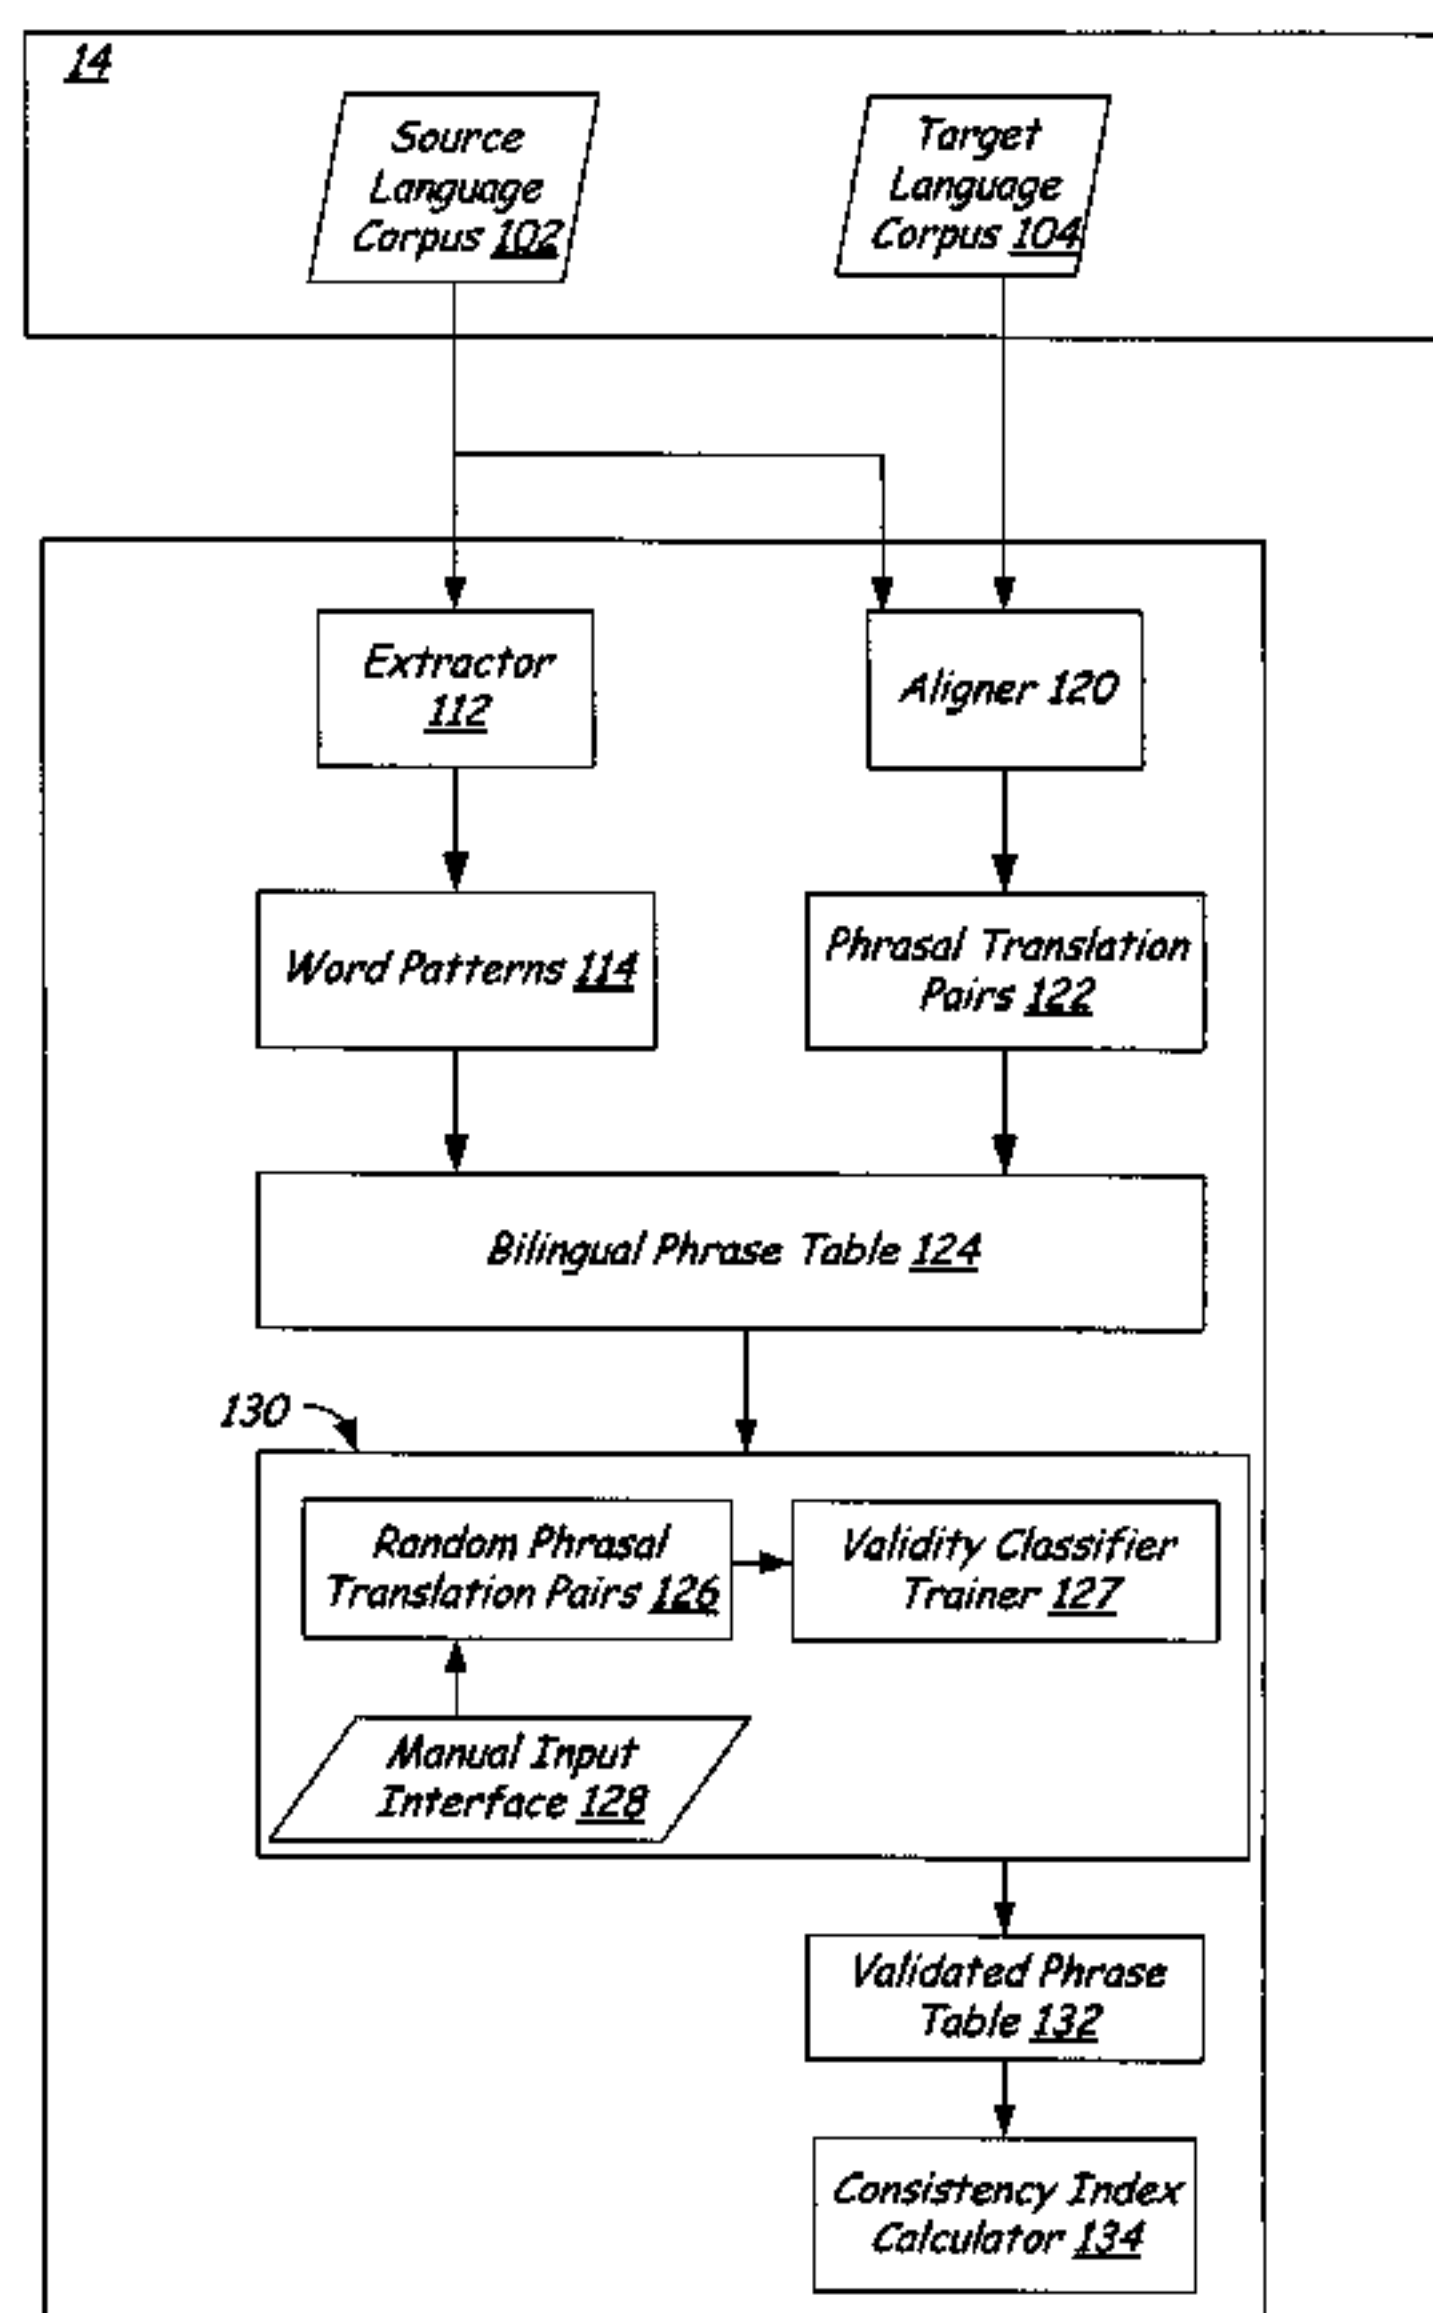 14
Source
Language
Corpus 102
Target
Language
Corpus 104
Extractor
112
Aligner 120
Word Patterns 114
Phrasal Translation
Pairs 122
Bilingual Phrase Table 124
130
Random Phrasal
Translation Pairs 126
Validity Classifier
Trainer 127
Manual Input
Interface 128
Validated Phrase
Table 132
Consistency Index
Calculator 134